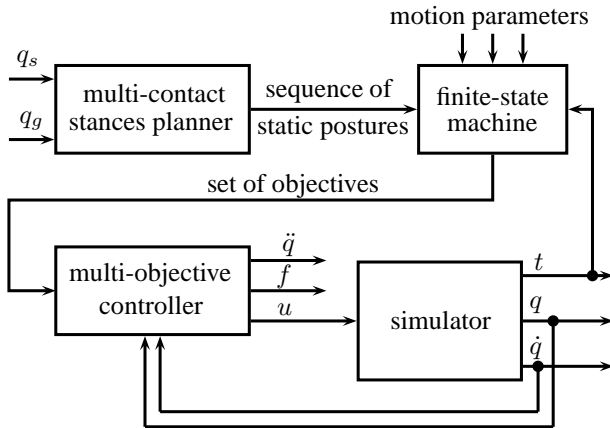 motion parameters
q_s
q_g
multi-contact
stances planner
sequence of
static postures
finite-state
machine
set of objectives
multi-objective
controller
q̈
f
u
simulator
t
q
q̇